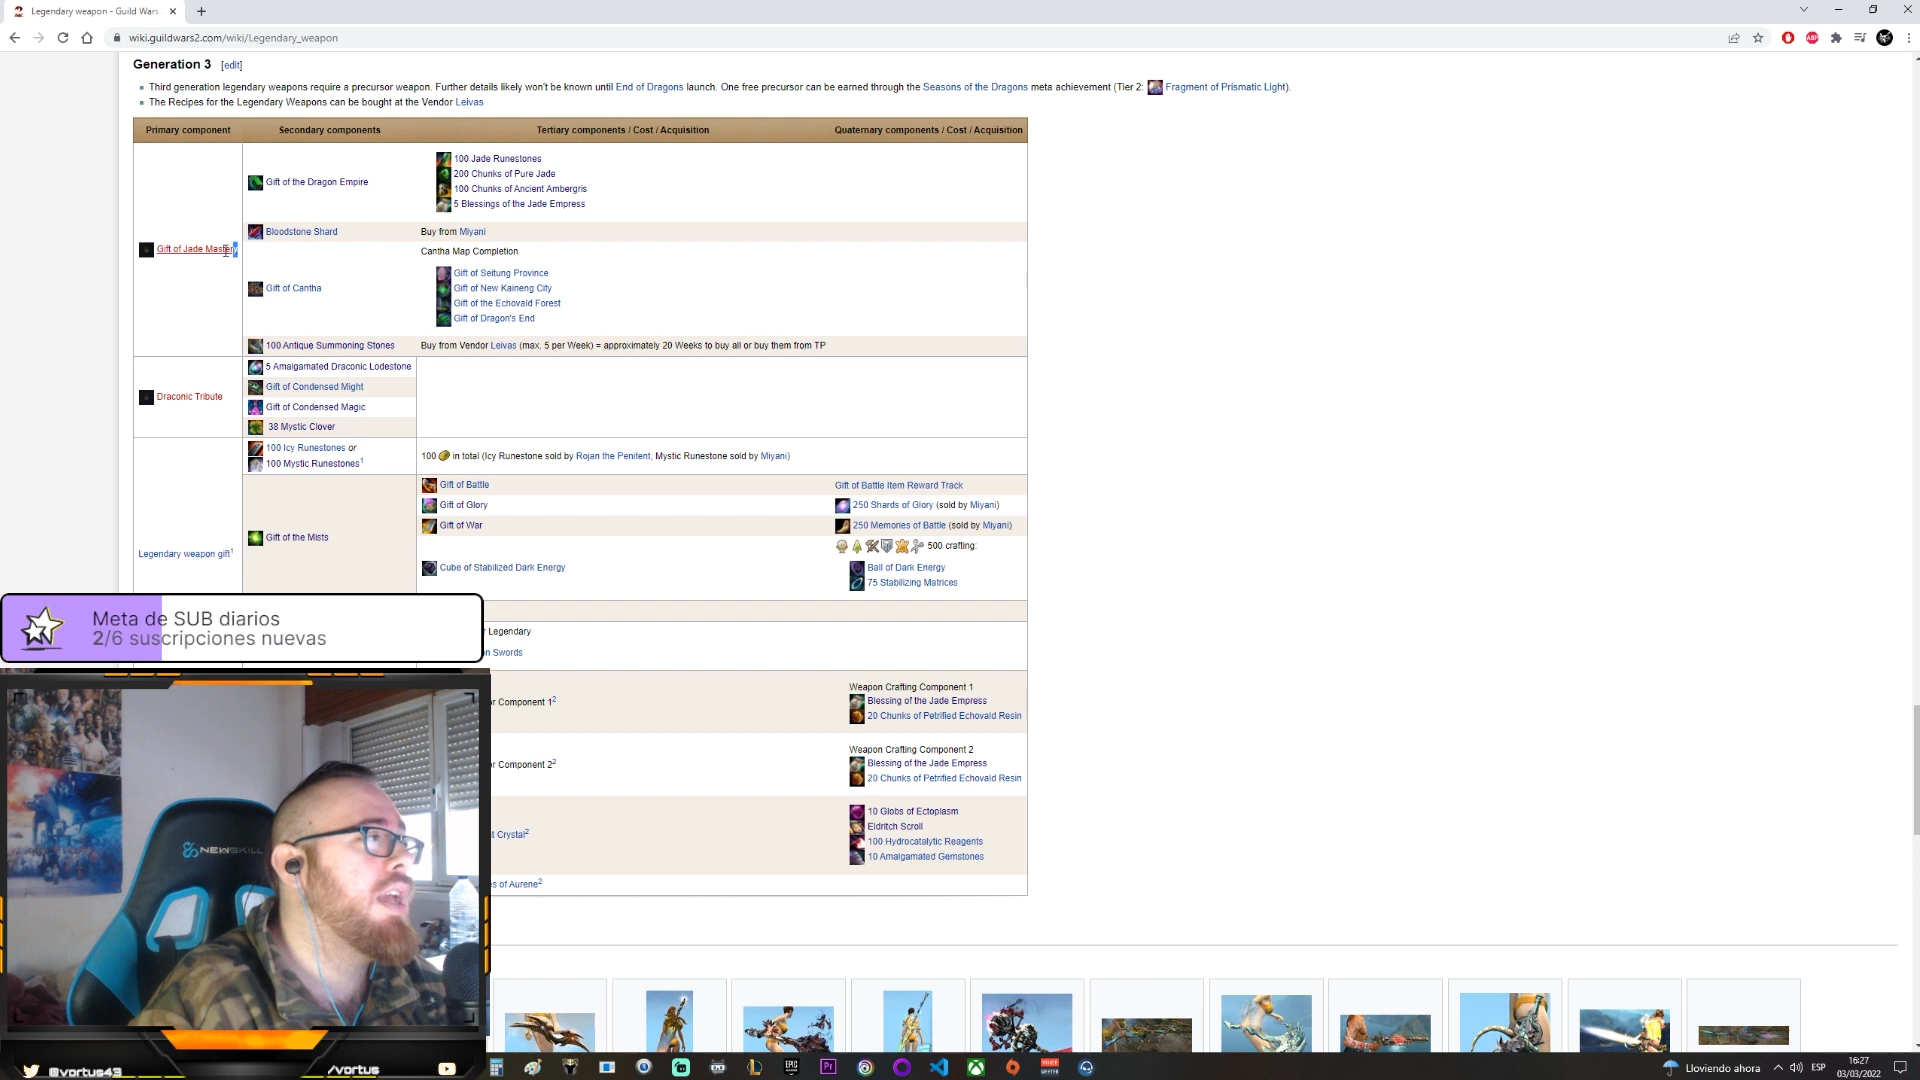 Legendary weapon - Guild Wars
wiki.guildwars2.com/wiki/Legendary_weapon
ABP
Generation 3 [edit]
Third generation legendary weapons require a precursor weapon. Further details likely won't be known until End of Dragons launch. One free precursor can be earned through the Seasons of the Dragons meta achievement (Tier 2: Fragment of Prismatic Light).
The Recipes for the Legendary Weapons can be bought at the Vendor Leivas
Primary component Secondary components Tertiary components / Cost / Acquisition Quaternary components / Cost / Acquisition
100 Jade Runestones
200 Chunks of Pure Jade
Gift of the Dragon Empire
100 Chunks of Ancient Ambergris
5 Blessings of the Jade Empress
Bloodstone Shard Buy from Miyani
Gift of Jade Mastery
Cantha Map Completion
Gift of Seitung Province
Gift of Cantha
Gift of New Kaineng City
Gift of the Echovald Forest
Gift of Dragon's End
100 Antique Summoning Stones Buy from Vendor Leivas (max. 5 per Week) = approximately 20 Weeks to buy all or buy them from TP
5 Amalgamated Draconic Lodestone
Gift of Condensed Might
Draconic Tribute
Gift of Condensed Magic
38 Mystic Clover
100 Icy Runestones or
100 Mystic Runestones1
100 in total (Icy Runestone sold by Rojan the Penitent, Mystic Runestone sold by Miyani)
Gift of Battle Gift of Battle Item Reward Track
Gift of Glory 250 Shards of Glory (sold by Miyani)
Gift of War 250 Memories of Battle (sold by Miyani)
Gift of the Mists
500 crafting:
Legendary weapon gift1
Cube of Stabilized Dark Energy Ball of Dark Energy
75 Stabilizing Matrices
Legendary
n Swords
r Component 12
Weapon Crafting Component 1
Blessing of the Jade Empress
20 Chunks of Petrified Echovald Resin
r Component 22
Weapon Crafting Component 2
Blessing of the Jade Empress
20 Chunks of Petrified Echovald Resin
t Crystal2
10 Globs of Ectoplasm
Eldritch Scroll
100 Hydrocatalytic Reagents
10 Amalgamated Gemstones
s of Aurene2
Meta de SUB diarios
2/6 suscripciones nuevas
NEWSKILL
@vortus43
/vortus
EPIC
Pr
Lloviendo ahora
ESP
16:27
03/03/2022